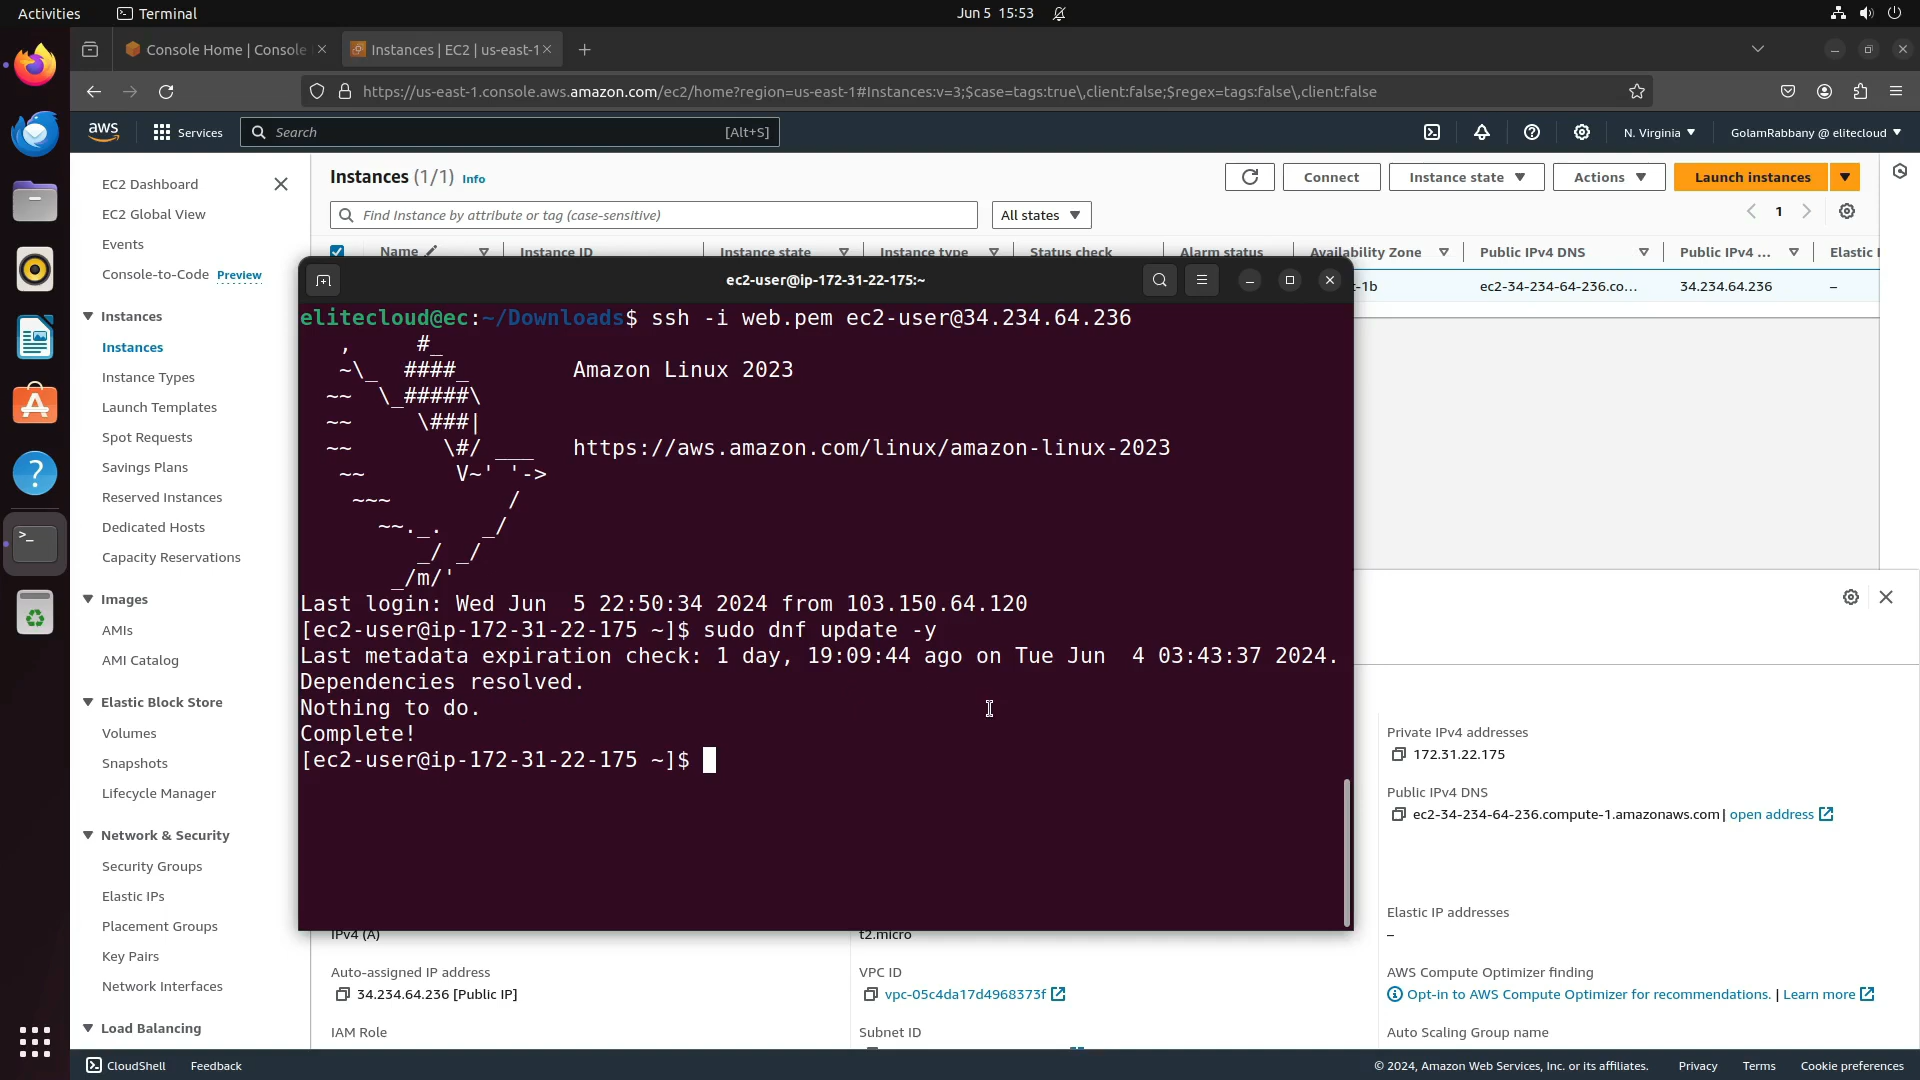 Activities
Terminal
Jun 5 15:53
Console Home | Console
Instances | EC2 | us-east-1
https://us-east-1.console.aws.amazon.com/ec2/home?region=us-east-1#Instances:v=3;$case=tags:true\,client:false;$regex=tags:false\,client:false
aws
Services
Search
[Alt+S]
N. Virginia
GolamRabbany @ elitecloud
EC2 Dashboard
EC2 Global View
Events
Console-to-Code Preview
Instances
Instances
Instance Types
Launch Templates
Spot Requests
Savings Plans
Reserved Instances
Dedicated Hosts
Capacity Reservations
Images
AMIs
AMI Catalog
Elastic Block Store
Volumes
Snapshots
Lifecycle Manager
Network & Security
Security Groups
Elastic IPs
Placement Groups
Key Pairs
Network Interfaces
Load Balancing
Instances (1/1) Info
Connect
Instance state
Actions
Launch instances
Find Instance by attribute or tag (case-sensitive)
All states
1
Name
Instance ID
Instance state
Instance type
Status check
Alarm status
Availability Zone
Public IPv4 DNS
Public IPv4 ...
Elastic
-1b
ec2-34-234-64-236.co...
34.234.64.236
–
ec2-user@ip-172-31-22-175:~
elitecloud@ec:~/Downloads$ ssh -i web.pem ec2-user@34.234.64.236
   ,     #_
   ~\_  ####_        Amazon Linux 2023
  ~~  \_#####\
  ~~     \###|
  ~~       \#/ ___   https://aws.amazon.com/linux/amazon-linux-2023
   ~~       V~' '->
    ~~~         /
      ~~._.   _/
         _/ _/
       _/m/'
Last login: Wed Jun  5 22:50:34 2024 from 103.150.64.120
[ec2-user@ip-172-31-22-175 ~]$ sudo dnf update -y
Last metadata expiration check: 1 day, 19:09:44 ago on Tue Jun  4 03:43:37 2024.
Dependencies resolved.
Nothing to do.
Complete!
[ec2-user@ip-172-31-22-175 ~]$
Private IPv4 addresses
172.31.22.175
Public IPv4 DNS
ec2-34-234-64-236.compute-1.amazonaws.com | open address
Elastic IP addresses
–
IPv4 (A)
t2.micro
Auto-assigned IP address
34.234.64.236 [Public IP]
VPC ID
vpc-05c4da17d4968373f
AWS Compute Optimizer finding
Opt-in to AWS Compute Optimizer for recommendations. | Learn more
IAM Role
Subnet ID
Auto Scaling Group name
CloudShell
Feedback
© 2024, Amazon Web Services, Inc. or its affiliates.
Privacy
Terms
Cookie preferences